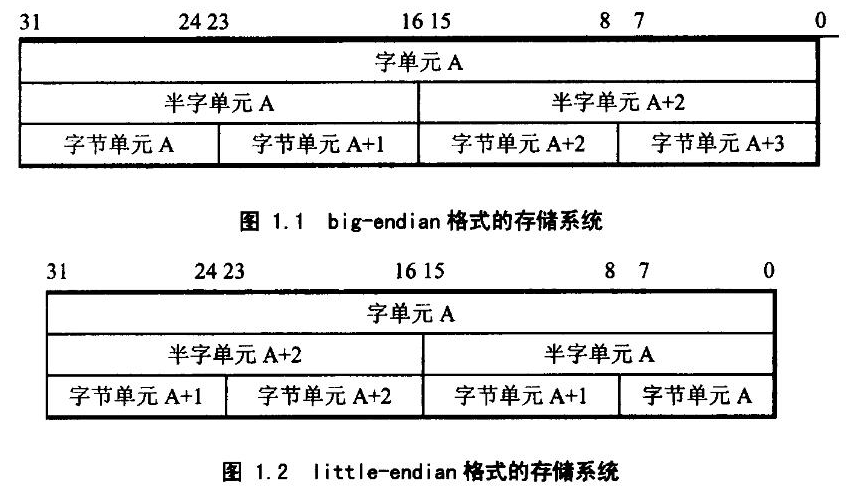 31 24 23 16 15 8 7 0
字单元 A
半字单元 A 半字单元 A+2
字节单元 A 字节单元 A+1 字节单元 A+2 字节单元 A+3
图 1.1 big-endian 格式的存储系统
31 24 23 16 15 8 7 0
字单元 A
半字单元 A+2 半字单元 A
字节单元 A+1 字节单元 A+2 字节单元 A+1 字节单元 A
图 1.2 little-endian 格式的存储系统